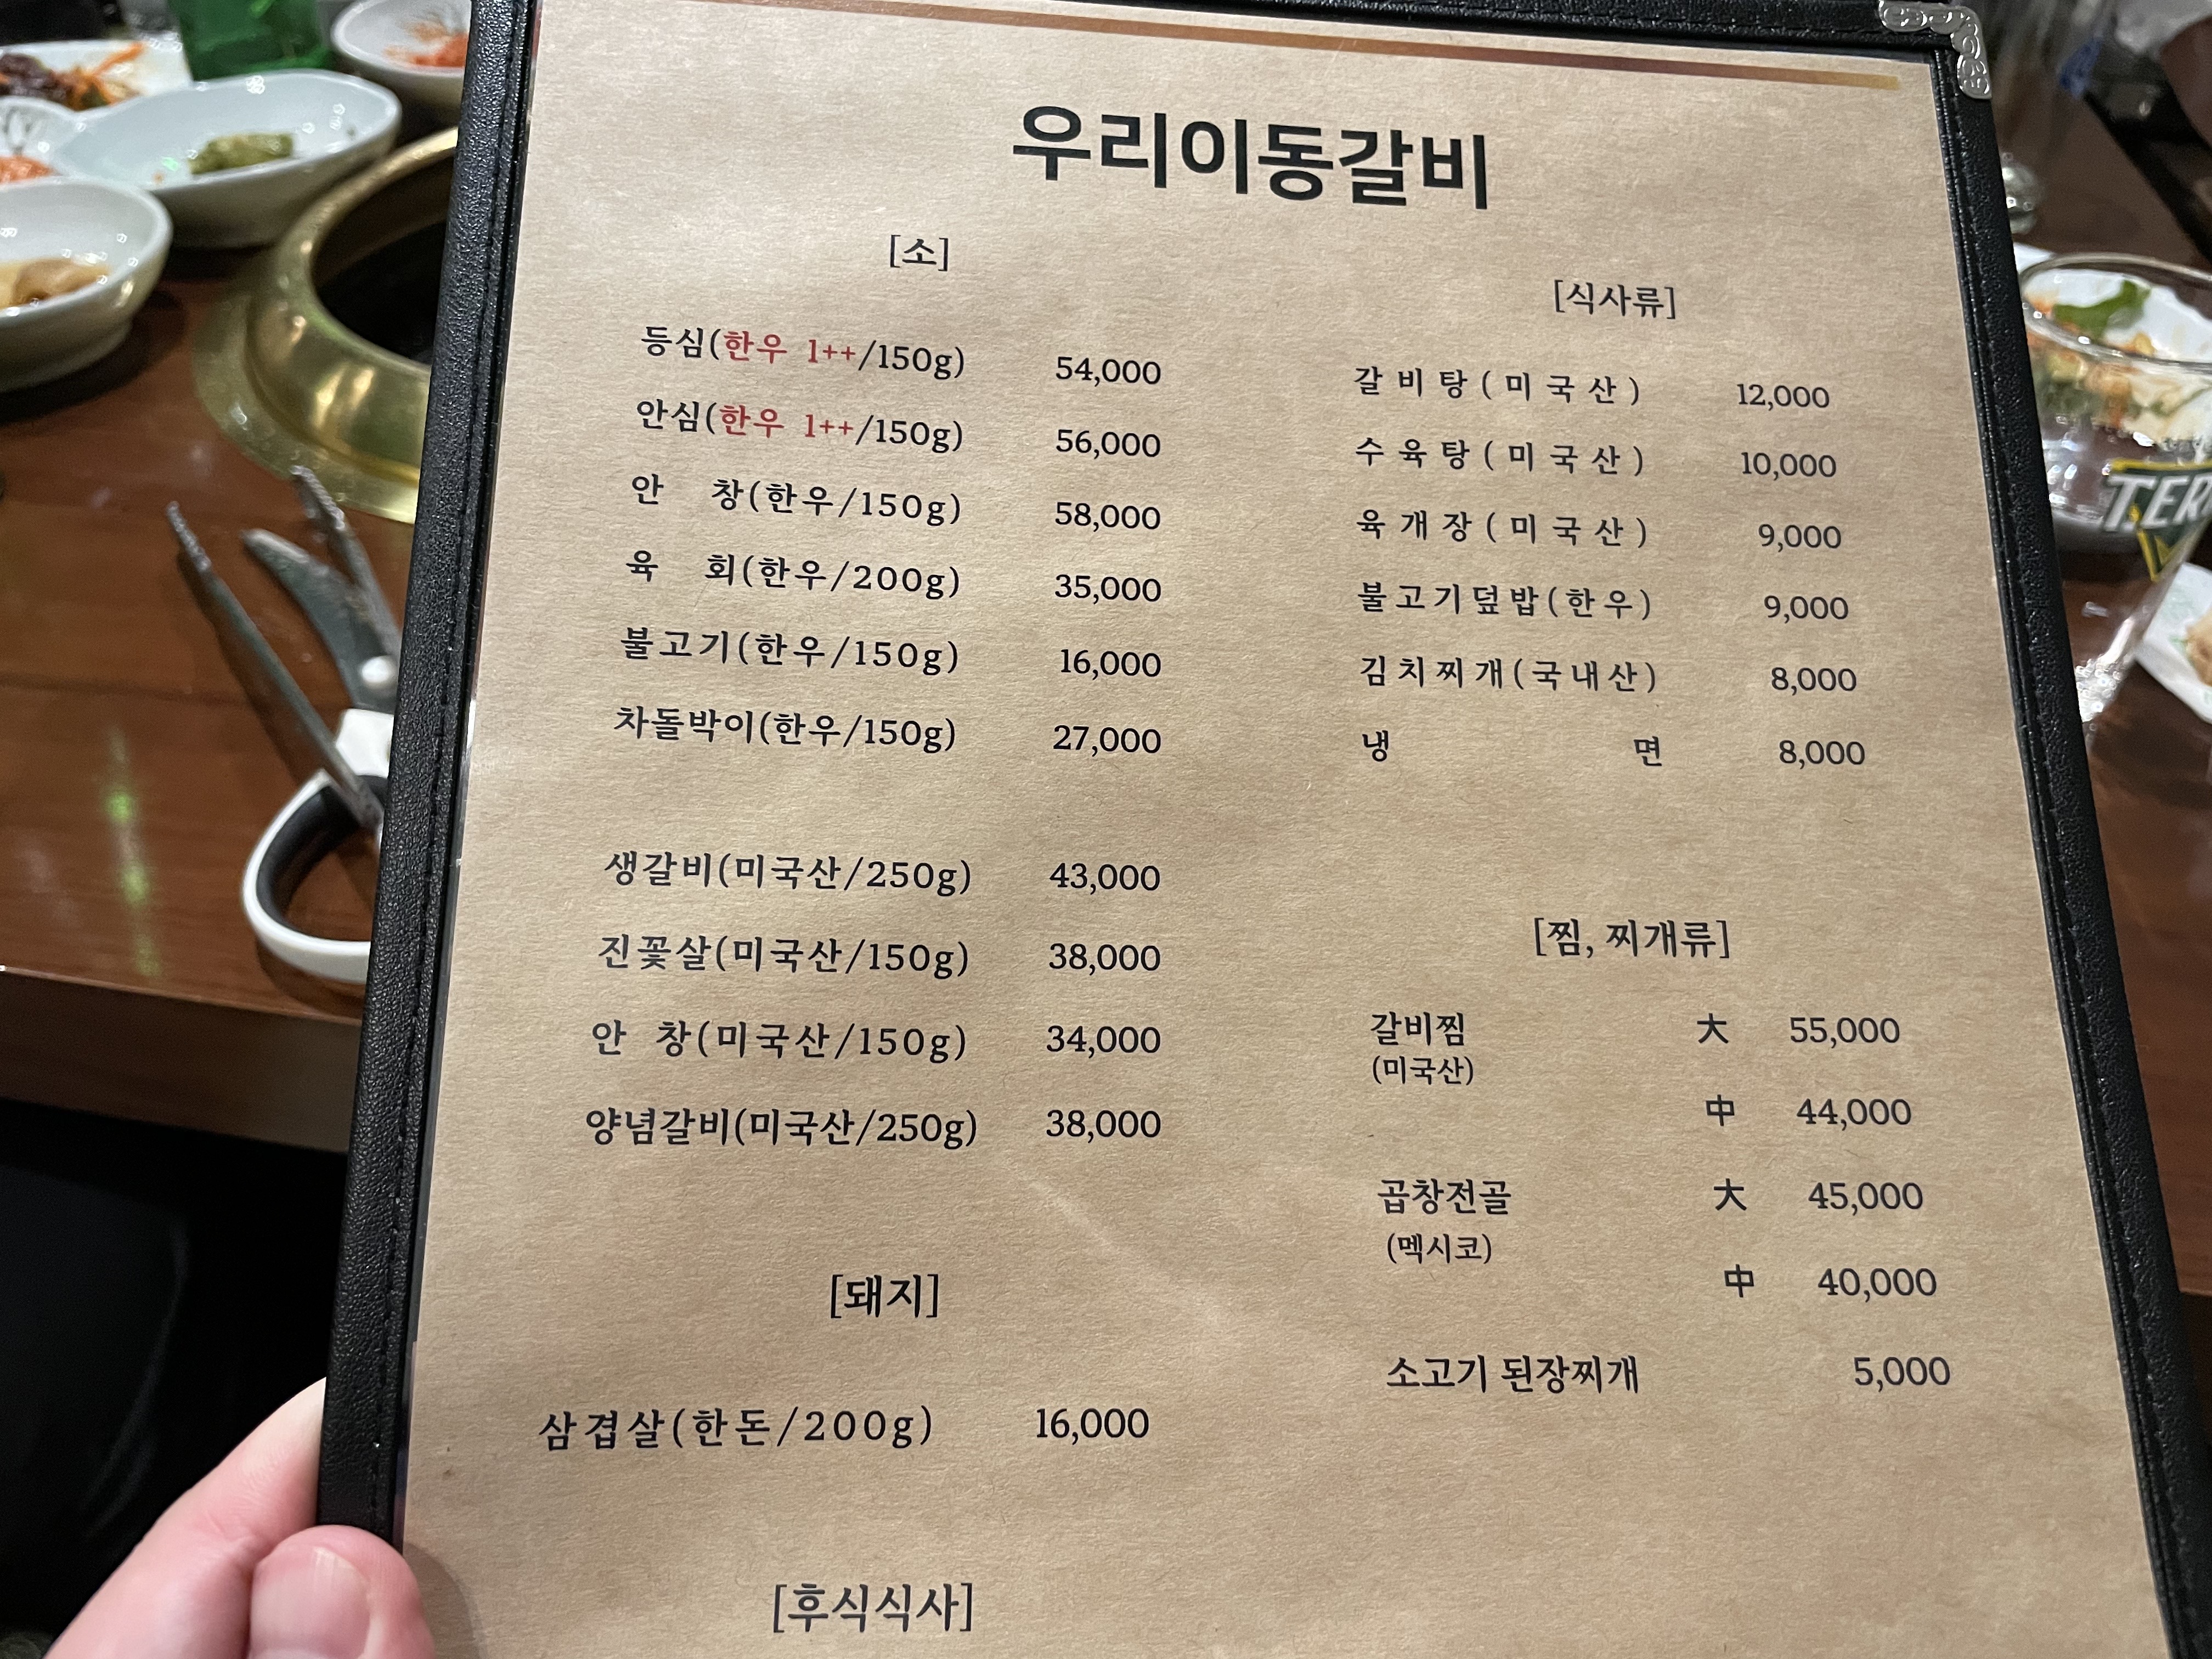 우리이동갈비
[소]
등심(한우 1++/150g) 54,000
안심(한우 1++/150g) 56,000
안 창(한우/150g) 58,000
육 회(한우/200g) 35,000
불고기(한우/150g) 16,000
차돌박이(한우/150g) 27,000
생갈비(미국산/250g) 43,000
진꽃살(미국산/150g) 38,000
안 창(미국산/150g) 34,000
양념갈비(미국산/250g) 38,000
[돼지]
삼겹살(한돈/200g) 16,000
[후식식사]
[식사류]
갈비탕(미국산) 12,000
수육탕(미국산) 10,000
육개장(미국산) 9,000
불고기덮밥(한우) 9,000
김치찌개(국내산) 8,000
냉 면 8,000
[찜, 찌개류]
갈비찜 大 55,000
(미국산)
中 44,000
곱창전골 大 45,000
(멕시코)
中 40,000
소고기 된장찌개 5,000